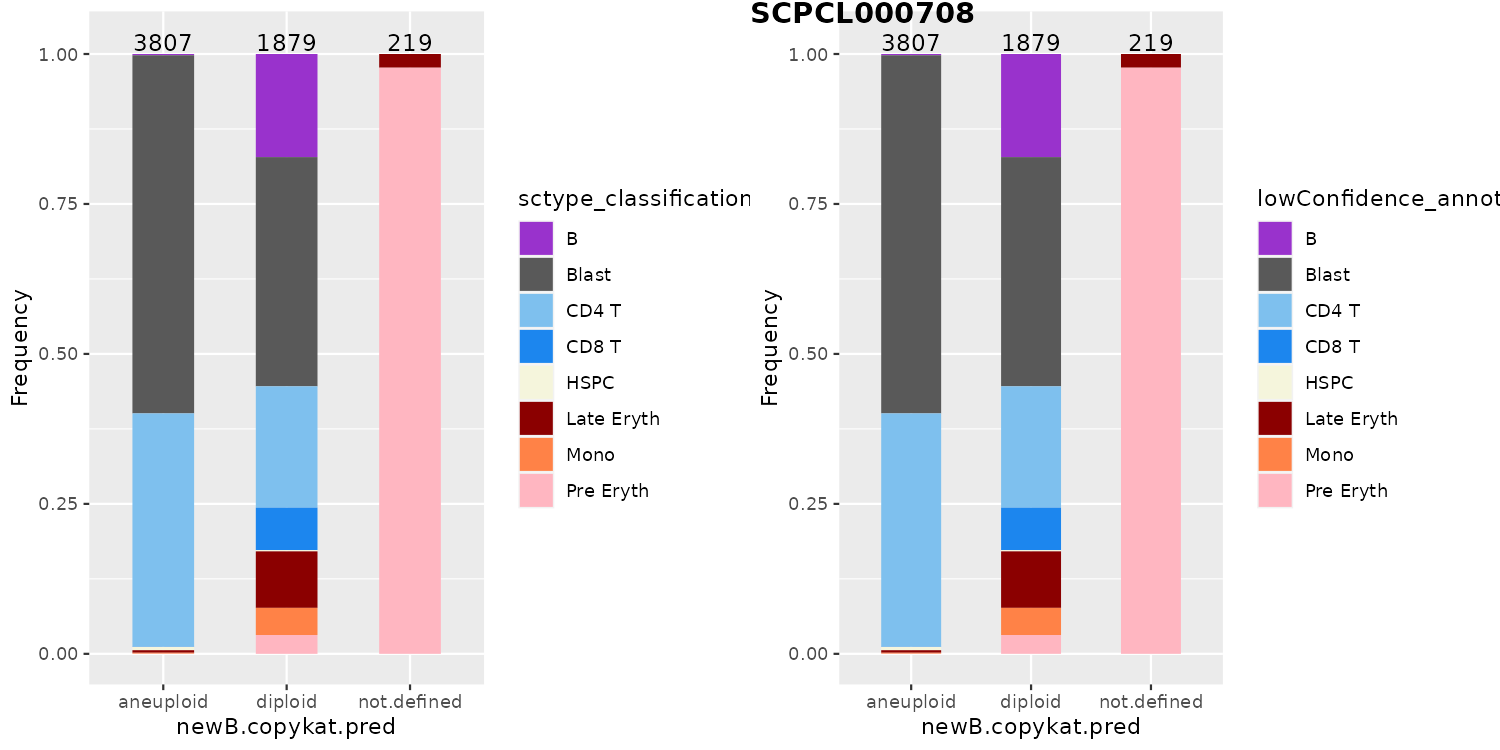 SCPCL000708
3807 1879 219
1.00
0.75
0.50
0.25
0.00
Frequency
aneuploid diploid not.defined
newB.copykat.pred
sctype_classification
B
Blast
CD4 T
CD8 T
HSPC
Late Eryth
Mono
Pre Eryth
3807 1879 219
1.00
0.75
0.50
0.25
0.00
Frequency
aneuploid diploid not.defined
newB.copykat.pred
lowConfidence_annot
B
Blast
CD4 T
CD8 T
HSPC
Late Eryth
Mono
Pre Eryth